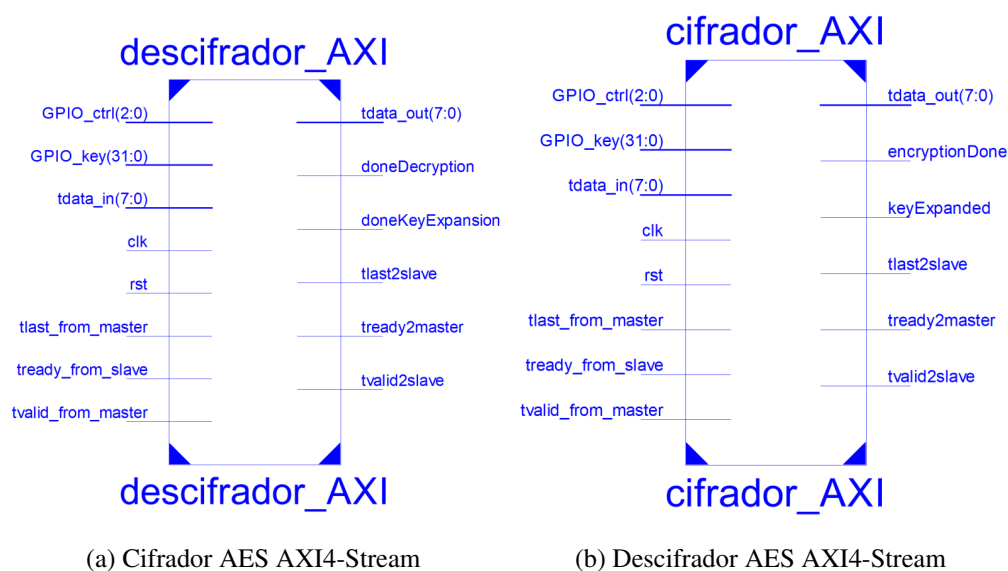 descifrador_AXI
GPIO_ctrl(2:0)
GPIO_key(31:0)
tdata_in(7:0)
clk
rst
tlast_from_master
tready_from_slave
tvalid_from_master
tdata_out(7:0)
doneDecryption
doneKeyExpansion
tlast2slave
tready2master
tvalid2slave
descifrador_AXI
(a) Cifrador AES AXI4-Stream
cifrador_AXI
GPIO_ctrl(2:0)
GPIO_key(31:0)
tdata_in(7:0)
clk
rst
tlast_from_master
tready_from_slave
tvalid_from_master
tdata_out(7:0)
encryptionDone
keyExpanded
tlast2slave
tready2master
tvalid2slave
cifrador_AXI
(b) Descifrador AES AXI4-Stream